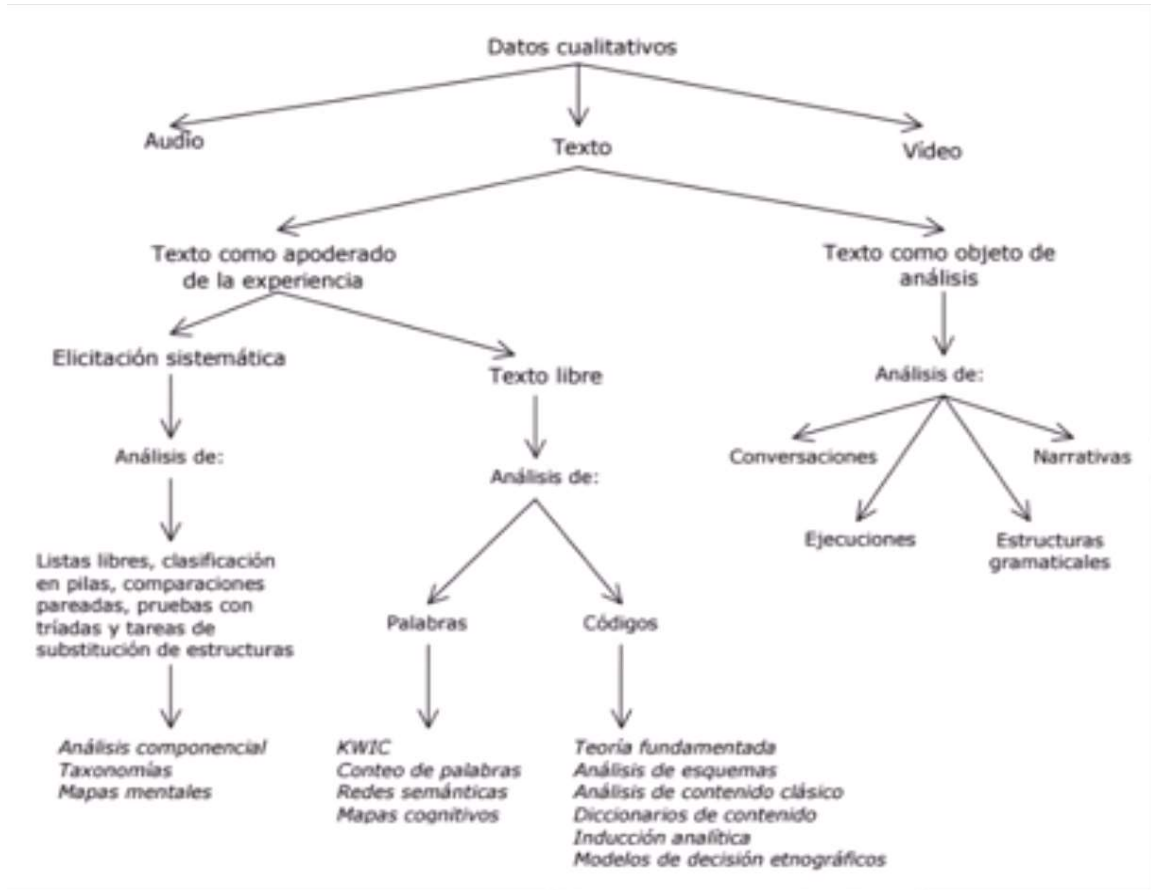 Datos cualitativos
Audio
Texto
Vídeo
Texto como apoderado
de la experiencia
Texto como objeto de
análisis
Elicitación sistemática
Texto libre
Análisis de:
Análisis de:
Análisis de:
Conversaciones
Narrativas
Ejecuciones
Estructuras
gramaticales
Listas libres, clasificación
en pilas, comparaciones
pareadas, pruebas con
tríadas y tareas de
substitución de estructuras
Palabras
Códigos
Análisis componencial
Taxonomías
Mapas mentales
KWIC
Conteo de palabras
Redes semánticas
Mapas cognitivos
Teoría fundamentada
Análisis de esquemas
Análisis de contenido clásico
Diccionarios de contenido
Inducción analítica
Modelos de decisión etnográficos